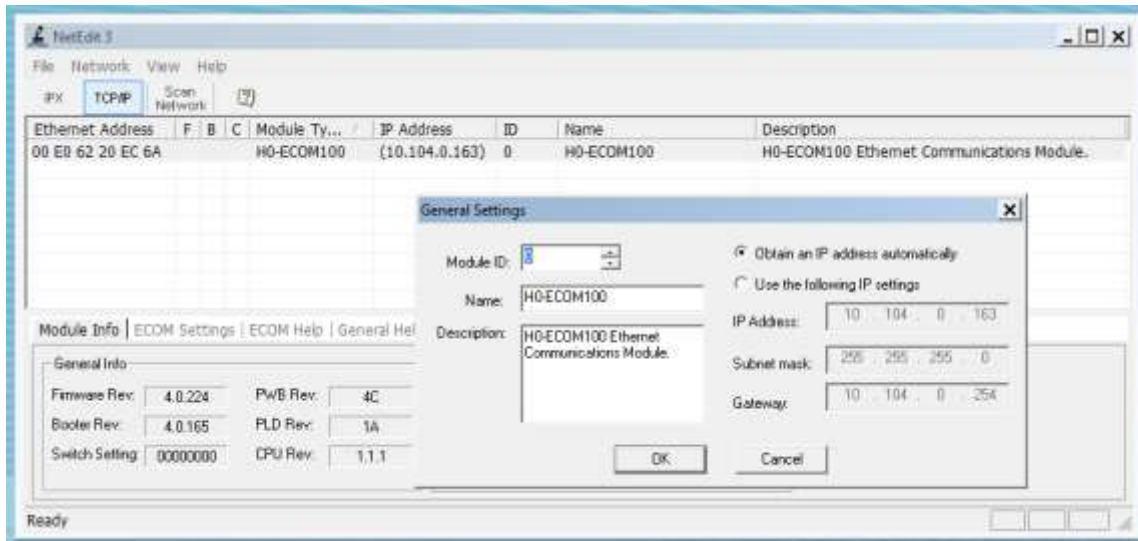 NetEdit 3
File Network View Help
IPX TCP/IP Scan Network
Ethernet Address F B C Module Ty... IP Address ID Name Description
00 E0 62 20 EC 6A H0-ECOM100 (10.104.0.163) 0 H0-ECOM100 H0-ECOM100 Ethernet Communications Module.
General Settings
Module ID: 0
Name: H0-ECOM100
Description: H0-ECOM100 Ethernet
Communications Module.
Obtain an IP address automatically
Use the following IP settings
IP Address: 10 . 104 . 0 . 163
Subnet mask: 255 . 255 . 255 . 0
Gateway: 10 . 104 . 0 . 254
OK Cancel
Module Info ECOM Settings ECOM Help General Hel
General Info
Firmware Rev: 4.0.224 PWB Rev: 4C
Booter Rev: 4.0.165 PLD Rev: 1A
Switch Setting: 00000000 CPU Rev: 1.1.1
Ready